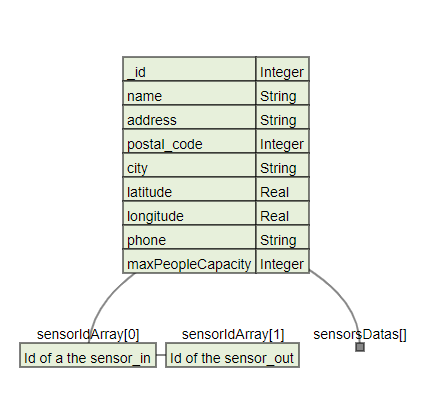 _id Integer
name String
address String
postal_code Integer
city String
latitude Real
longitude Real
phone String
maxPeopleCapacity Integer
sensorIdArray[0] sensorIdArray[1] sensorsDatas[]
Id of a the sensor_in Id of the sensor_out